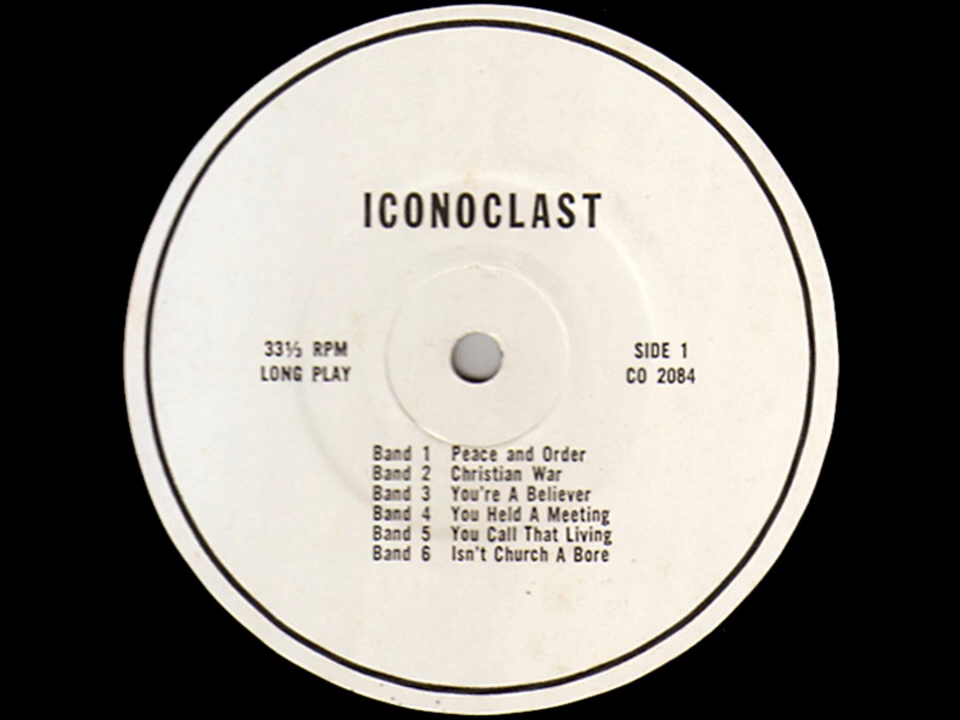 ICONOCLAST
33⅓ RPM
LONG PLAY
SIDE 1
CO 2084
Band 1 Peace and Order
Band 2 Christian War
Band 3 You're A Believer
Band 4 You Held A Meeting
Band 5 You Call That Living
Band 6 Isn't Church A Bore